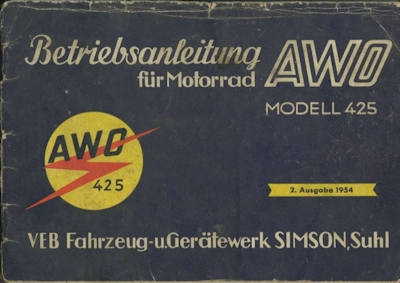 Betriebsanleitung
für Motorrad AWO
MODELL 425
AWO
425
2. Ausgabe 1954
VEB Fahrzeug-u.Gerätewerk SIMSON,Suhl